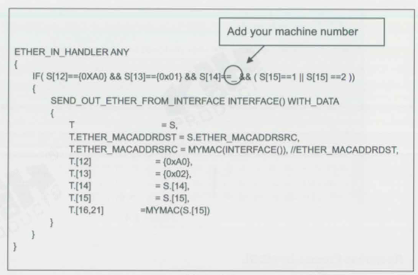 Add your machine number
ETHER_IN_HANDLER ANY
{
IF( S[12]=={0XA0} && S[13]=={0x01} && S[14]==_ && ( S[15]==1 || S[15] ==2 ))
{
SEND_OUT_ETHER_FROM_INTERFACE INTERFACE() WITH_DATA
{
T = S,
T.ETHER_MACADDRDST = S.ETHER_MACADDRSRC,
T.ETHER_MACADDRSRC = MYMAC(INTERFACE()), //ETHER_MACADDRDST,
T.[12] = {0xA0},
T.[13] = {0x02},
T.[14] = S.[14],
T.[15] = S.[15],
T.[16,21] =MYMAC(S.[15])
}
}
}